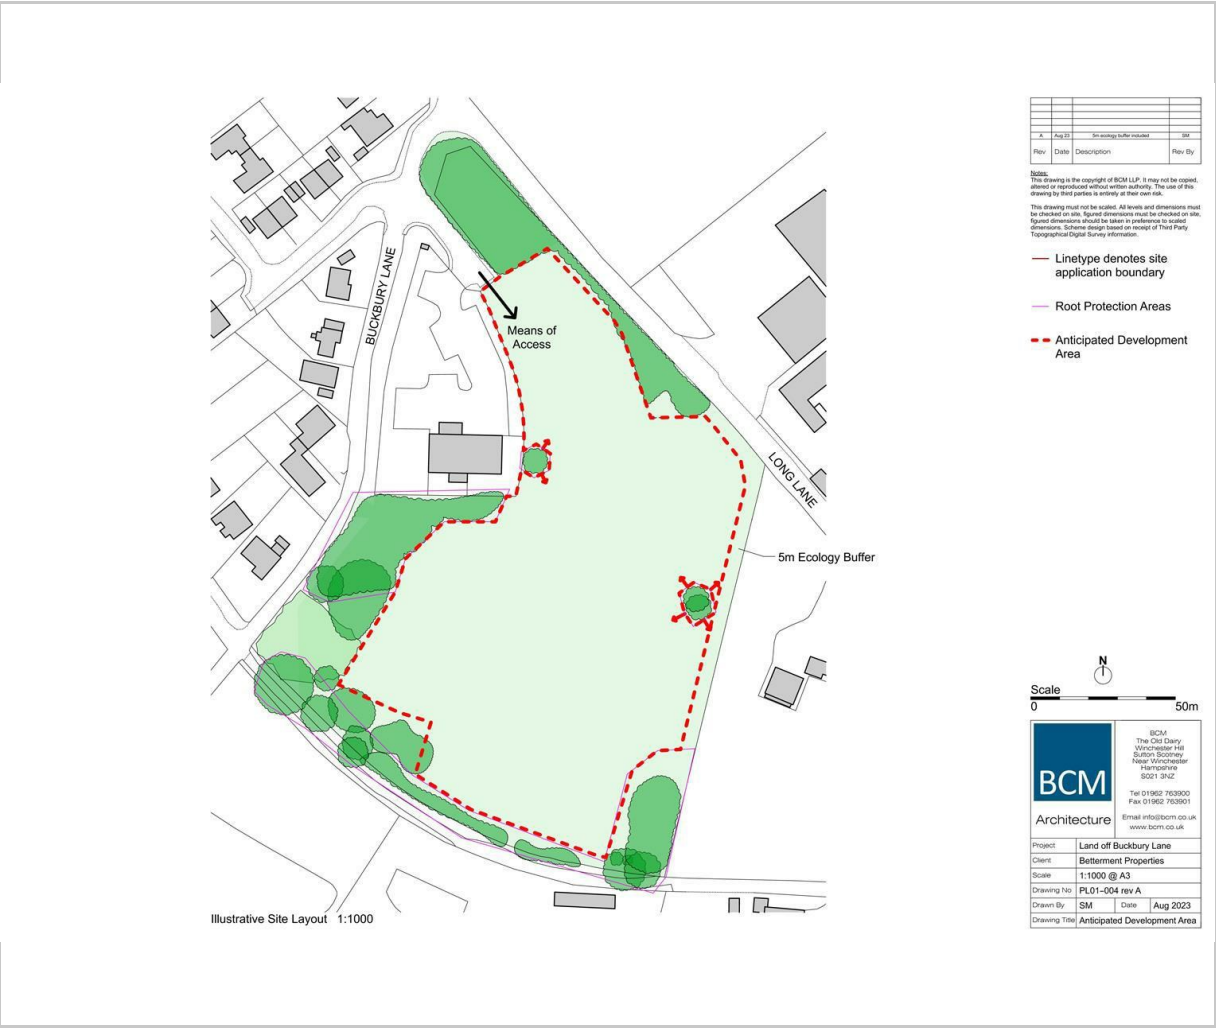 A Aug 23 5m ecology buffer included SM
Rev Date Description Rev By
Notes:
This drawing is the copyright of BCM LLP. It may not be copied,
altered or reproduced without written authority. The use of this
drawing by third parties is entirely at their own risk.
This drawing must not be scaled. All levels and dimensions must
be checked on site, figured dimensions must be checked on site,
figured dimensions should be taken in preference to scaled
dimensions. Scheme design based on receipt of Third Party
Topographical Digital Survey information.
Linetype denotes site
application boundary
Root Protection Areas
Anticipated Development
Area
BUCKBURY LANE
Means of
Access
LONG LANE
5m Ecology Buffer
N
Scale
0 50m
BCM
Architecture
BCM
The Old Dairy
Winchester Hill
Sutton Scotney
Near Winchester
Hampshire
SO21 3NZ
Tel 01962 763900
Fax 01962 763901
Email info@bcm.co.uk
www.bcm.co.uk
Project Land off Buckbury Lane
Client Betterment Properties
Scale 1:1000 @ A3
Drawing No PL01-004 rev A
Drawn By SM Date Aug 2023
Drawing Title Anticipated Development Area
Illustrative Site Layout 1:1000